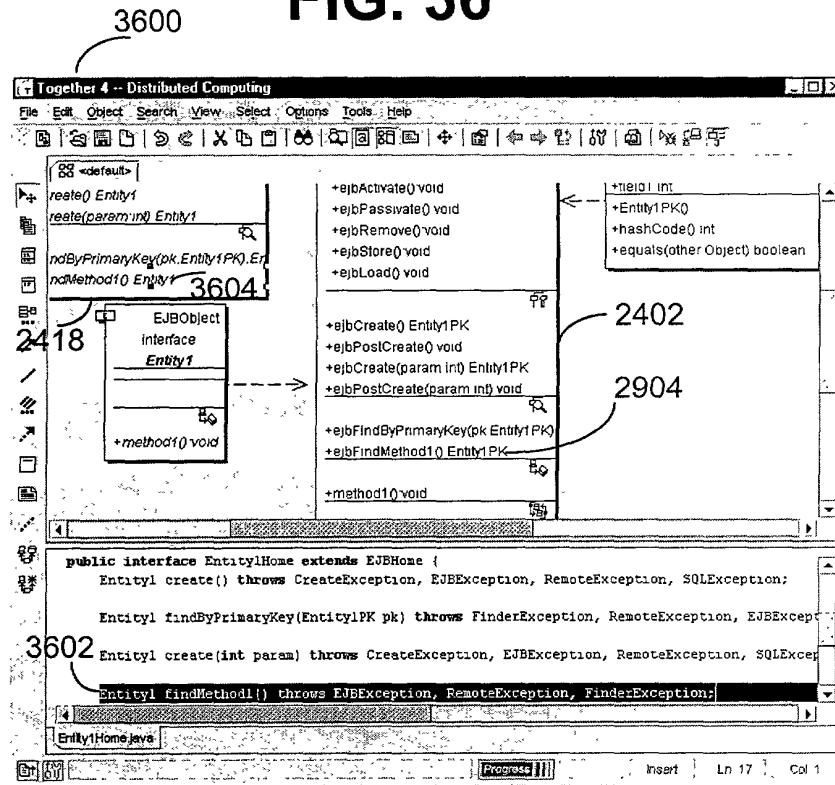 FIG. 36
3600
Together 4 -- Distributed Computing
File Edit Object Search View Select Options Tools Help
<default>
reate() Entity1
reate(param:int) Entity1
ndByPrimaryKey(pk.Entity1PK).En
ndMethod1() Entity1
3604
2418
EJBObject
interface
Entity1
+method1() void
+ejbActivate() void
+ejbPassivate() void
+ejbRemove() void
+ejbStore() void
+ejbLoad() void
+ejbCreate() Entity1PK
+ejbPostCreate() void
+ejbCreate(param int) Entity1PK
+ejbPostCreate(param int) void
+ejbFindByPrimaryKey(pk Entity1PK)
+ejbFindMethod1() Entity1PK
+method1() void
+field1 int
+Entity1PK()
+hashCode() int
+equals(other Object) boolean
2402
2904
public interface Entity1Home extends EJBHome {
Entity1 create() throws CreateException, EJBException, RemoteException, SQLException;
Entity1 findByPrimaryKey(Entity1PK pk) throws FinderException, RemoteException, EJBExcept
3602
Entity1 create(int param) throws CreateException, EJBException, RemoteException, SQLExcep
Entity1 findMethod1() throws EJBException, RemoteException, FinderException;
Entity1Home.java
Progress
Insert Ln 17 Col 1